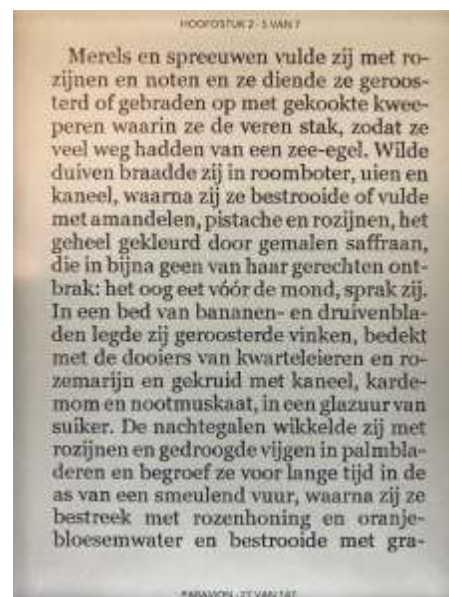 HOOFDSTUK 2 - 5 VAN 7
Merels en spreeuwen vulde zij met ro-
zijnen en noten en ze diende ze geroos-
terd of gebraden op met gekookte kwee-
peren waarin ze de veren stak, zodat ze
veel weg hadden van een zee-egel. Wilde
duiven braadde zij in roomboter, uien en
kaneel, waarna zij ze bestrooide of vulde
met amandelen, pistache en rozijnen, het
geheel gekleurd door gemalen saffraan,
die in bijna geen van haar gerechten ont-
brak: het oog eet vóór de mond, sprak zij.
In een bed van bananen- en druivenbla-
den legde zij geroosterde vinken, bedekt
met de dooiers van kwarteleieren en ro-
zemarijn en gekruid met kaneel, karde-
mom en nootmuskaat, in een glazuur van
suiker. De nachtegalen wikkelde zij met
rozijnen en gedroogde vijgen in palmbla-
deren en begroef ze voor lange tijd in de
as van een smeulend vuur, waarna zij ze
bestreek met rozenhoning en oranje-
bloesemwater en bestrooide met gra-
VAN 147